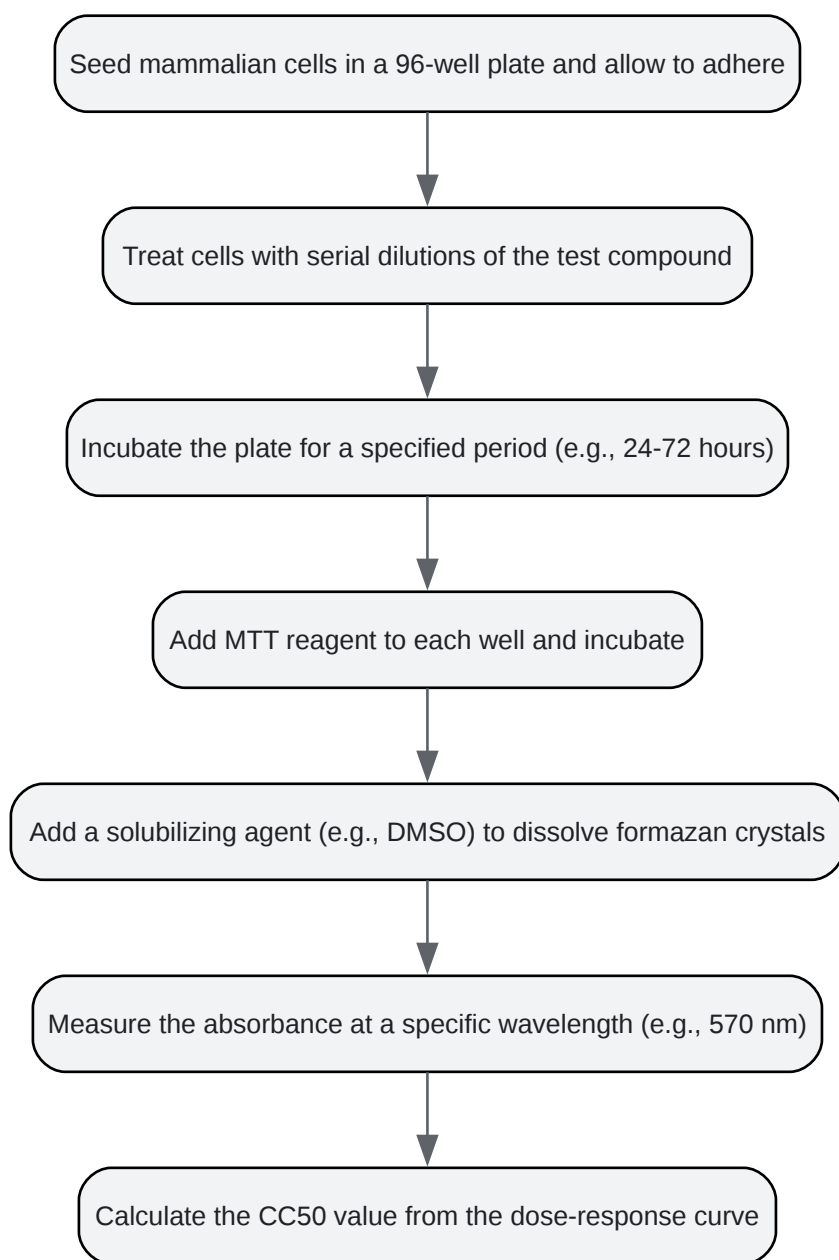 Seed mammalian cells in a 96-well plate and allow to adhere
Treat cells with serial dilutions of the test compound
Incubate the plate for a specified period (e.g., 24-72 hours)
Add MTT reagent to each well and incubate
Add a solubilizing agent (e.g., DMSO) to dissolve formazan crystals
Measure the absorbance at a specific wavelength (e.g., 570 nm)
Calculate the CC50 value from the dose-response curve